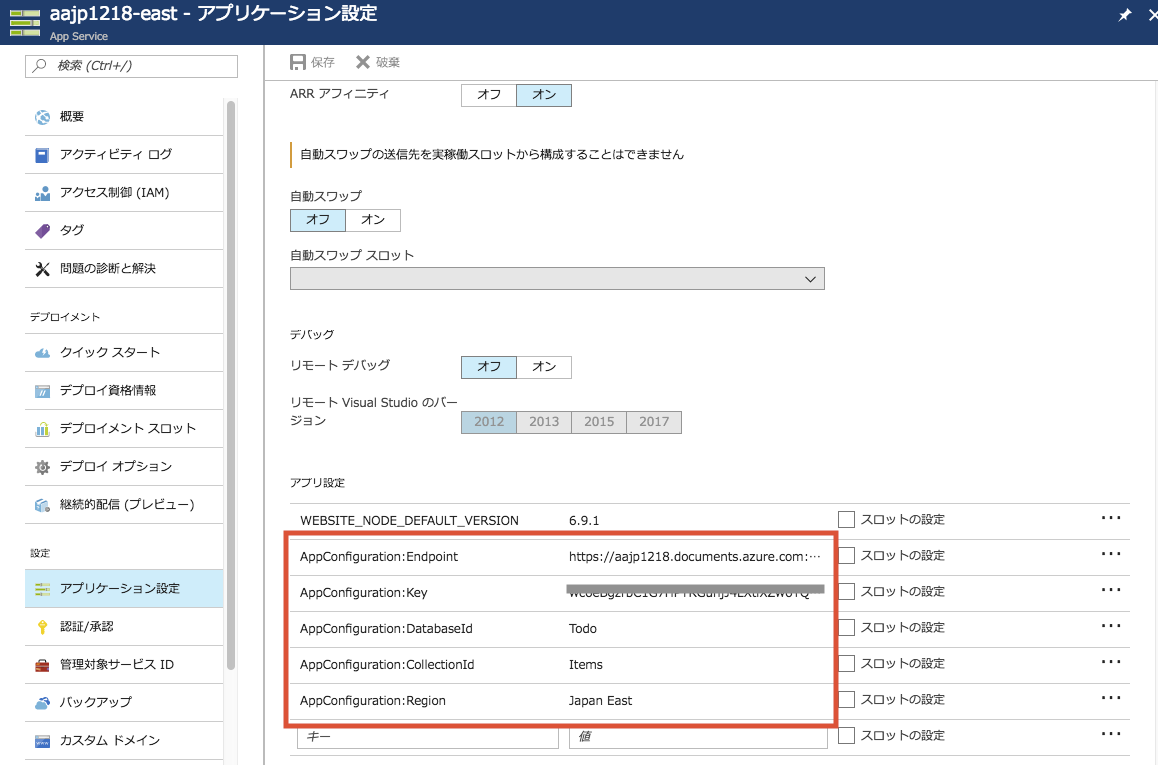 aajp1218-east - アプリケーション設定
App Service
検索 (Ctrl+/)
概要
アクティビティ ログ
アクセス制御 (IAM)
タグ
問題の診断と解決
デプロイメント
クイック スタート
デプロイ資格情報
デプロイメント スロット
デプロイ オプション
継続的配信 (プレビュー)
設定
アプリケーション設定
認証/承認
管理対象サービス ID
バックアップ
カスタム ドメイン
保存 破棄
ARR アフィニティ オフ オン
自動スワップの送信先を実稼働スロットから構成することはできません
自動スワップ
オフ オン
自動スワップ スロット
デバッグ
リモート デバッグ オフ オン
リモート Visual Studio のバー
ジョン
2012 2013 2015 2017
アプリ設定
WEBSITE_NODE_DEFAULT_VERSION 6.9.1 スロットの設定 ...
AppConfiguration:Endpoint https://aajp1218.documents.azure.com:... スロットの設定 ...
AppConfiguration:Key スロットの設定 ...
AppConfiguration:DatabaseId Todo スロットの設定 ...
AppConfiguration:CollectionId Items スロットの設定 ...
AppConfiguration:Region Japan East スロットの設定 ...
キー 値 スロットの設定 ...